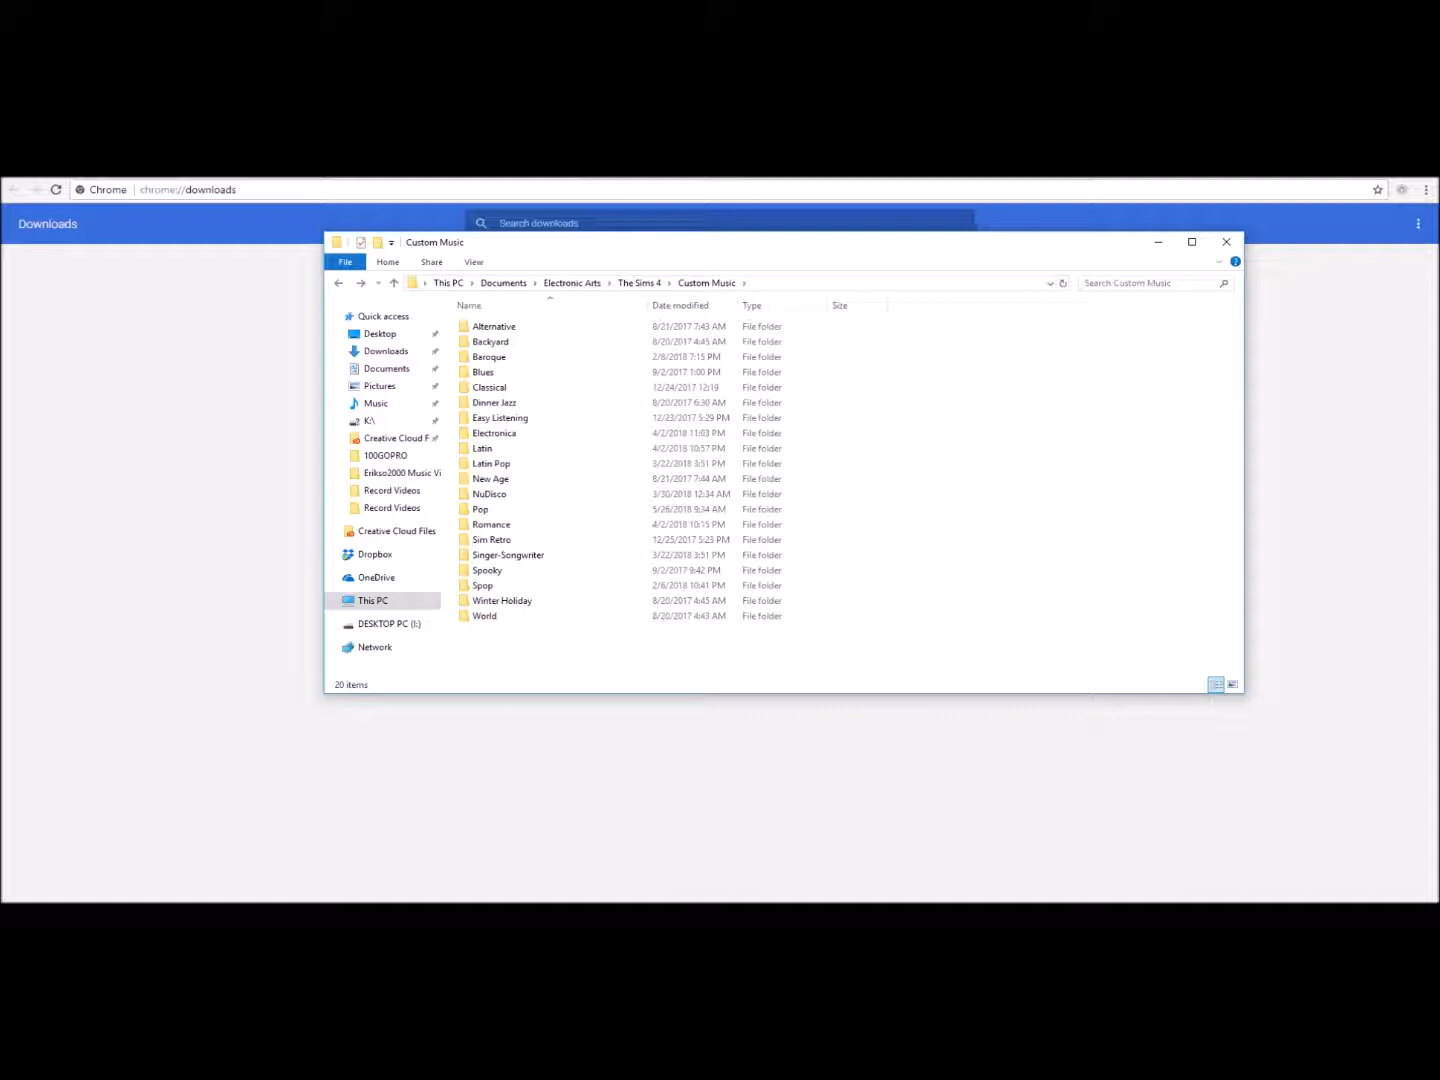 Chrome | chrome://downloads
Downloads
Search downloads
Custom Music
File Home Share View
This PC › Documents › Electronic Arts › The Sims 4 › Custom Music ›
Search Custom Music
Name Date modified Type Size
Quick access
Desktop
Downloads
Documents
Pictures
Music
K:\
Creative Cloud F
100GOPRO
Erikso2000 Music Vi
Record Videos
Record Videos
Creative Cloud Files
Dropbox
OneDrive
This PC
DESKTOP PC (I:)
Network
Alternative 8/21/2017 7:43 AM File folder
Backyard 8/20/2017 4:45 AM File folder
Baroque 2/8/2018 7:15 PM File folder
Blues 9/2/2017 1:00 PM File folder
Classical 12/24/2017 12:19 File folder
Dinner Jazz 8/20/2017 6:30 AM File folder
Easy Listening 12/23/2017 5:29 PM File folder
Electronica 4/2/2018 11:03 PM File folder
Latin 4/2/2018 10:57 PM File folder
Latin Pop 3/22/2018 3:51 PM File folder
New Age 8/21/2017 7:44 AM File folder
NuDisco 3/30/2018 12:34 AM File folder
Pop 5/26/2018 9:34 AM File folder
Romance 4/2/2018 10:15 PM File folder
Sim Retro 12/25/2017 5:23 PM File folder
Singer-Songwriter 3/22/2018 3:51 PM File folder
Spooky 9/2/2017 9:42 PM File folder
Spop 2/6/2018 10:41 PM File folder
Winter Holiday 8/20/2017 4:45 AM File folder
World 8/20/2017 4:43 AM File folder
20 items